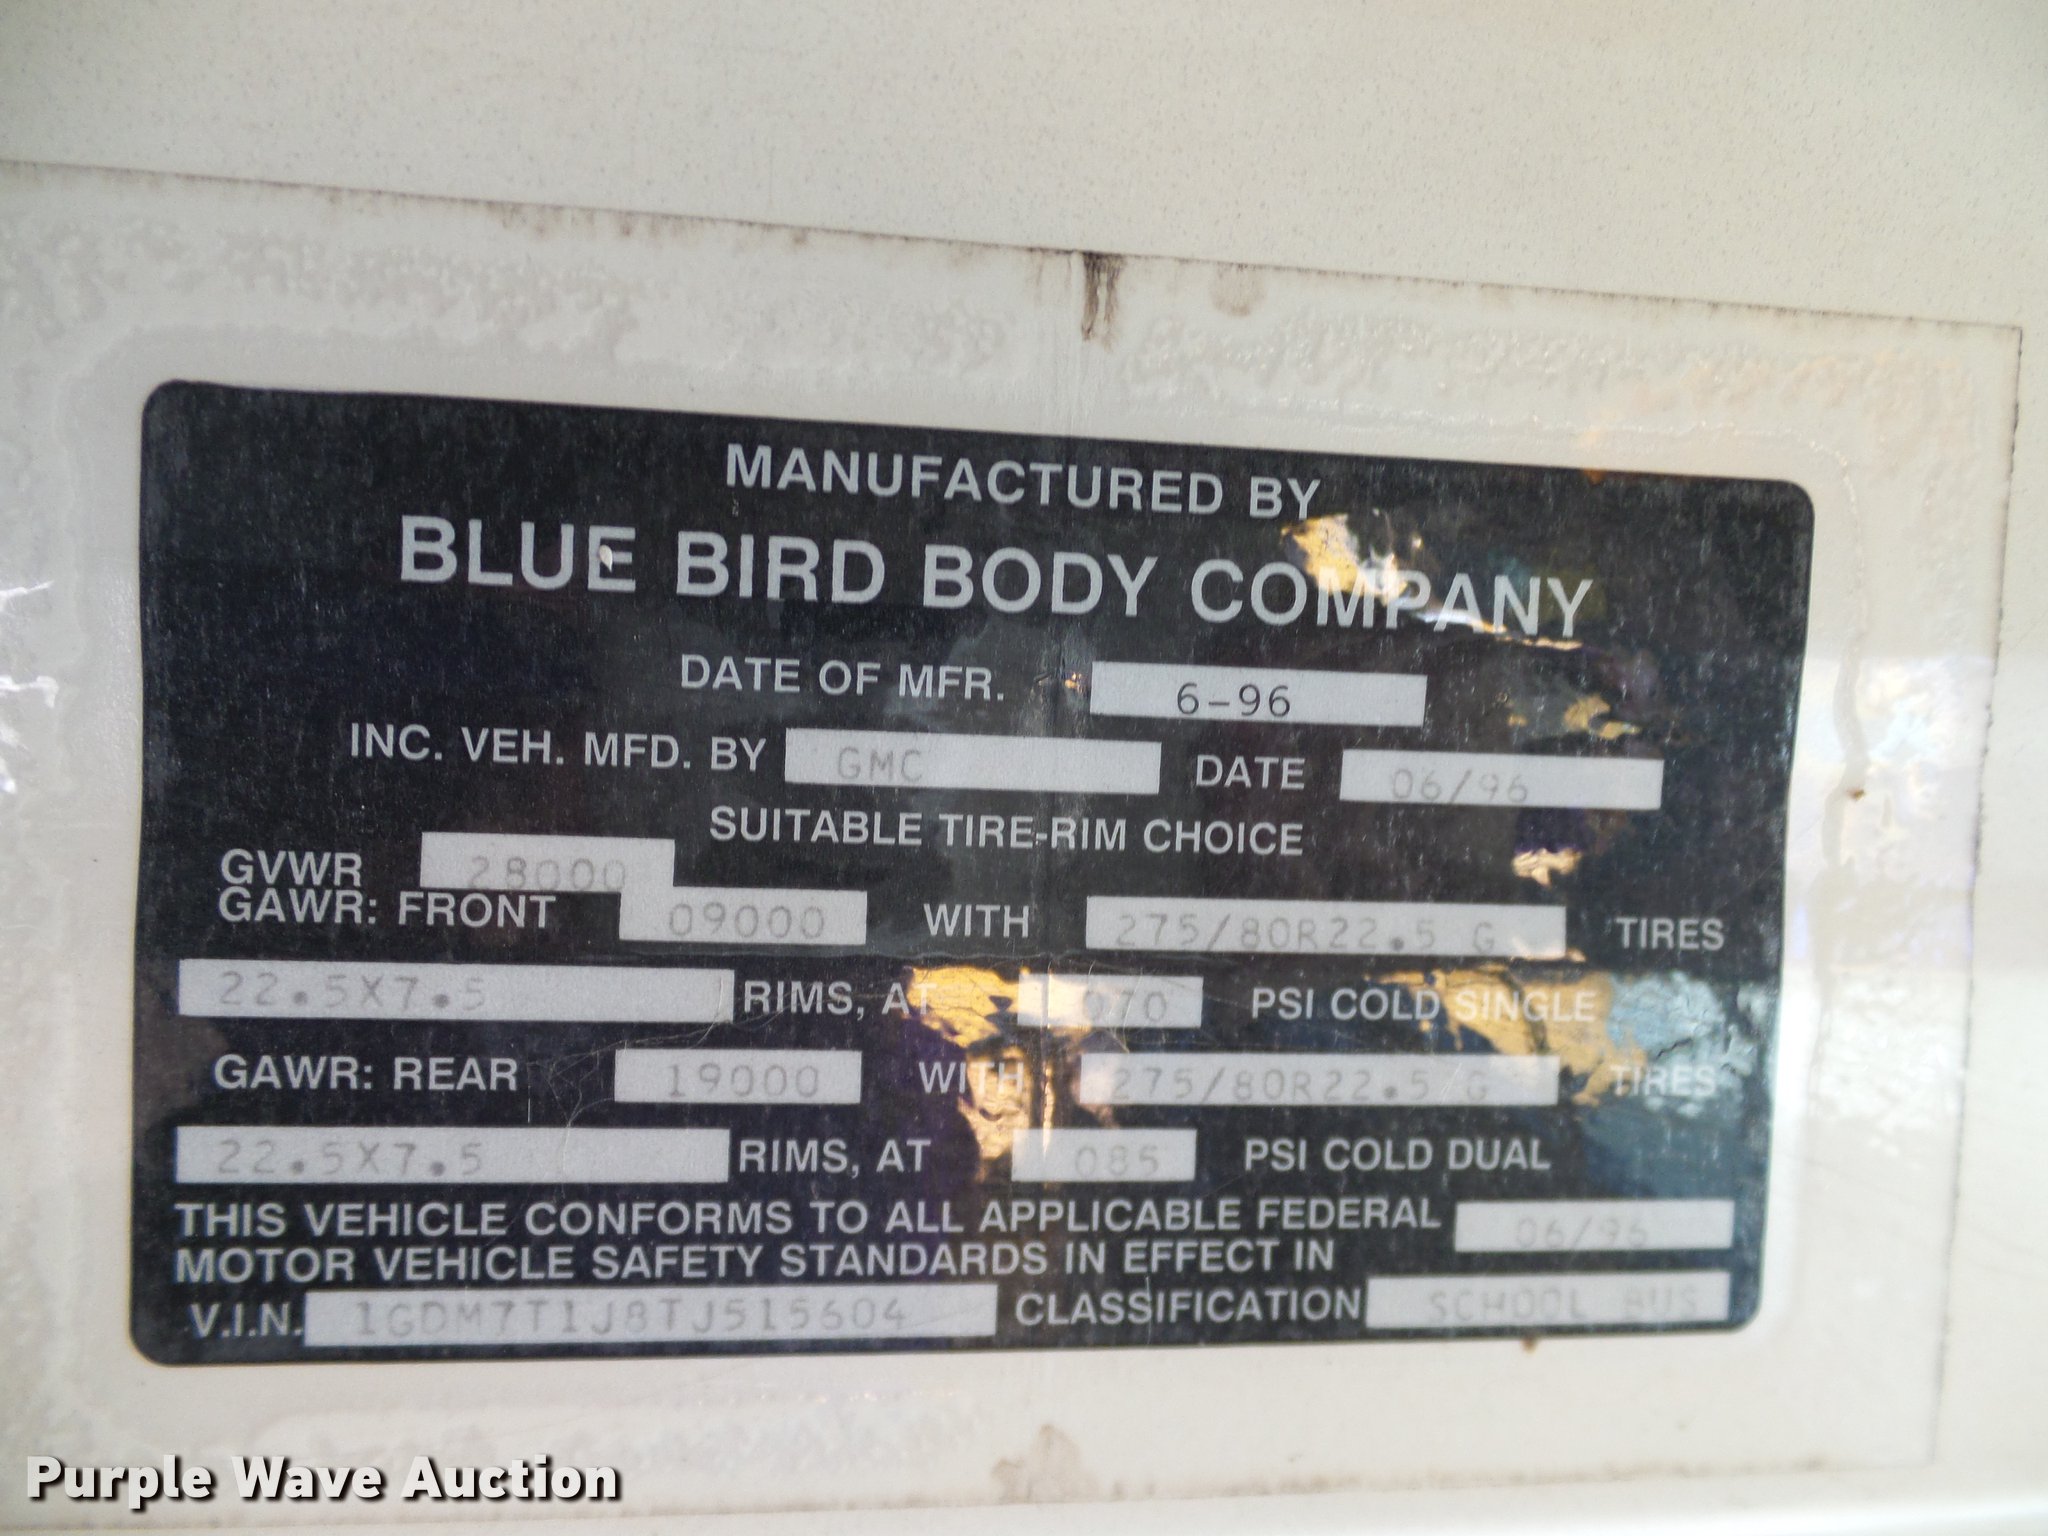 MANUFACTURED BY
BLUE BIRD BODY COMPANY
DATE OF MFR. 6-96
INC. VEH. MFD. BY GMC DATE 06/96
SUITABLE TIRE-RIM CHOICE
GVWR 28000
GAWR: FRONT 09000 WITH 275/80R22.5 G TIRES
22.5X7.5 RIMS, AT 070 PSI COLD SINGLE
GAWR: REAR 19000 WITH 275/80R22.5 G TIRES
22.5X7.5 RIMS, AT 085 PSI COLD DUAL
THIS VEHICLE CONFORMS TO ALL APPLICABLE FEDERAL 06/96
MOTOR VEHICLE SAFETY STANDARDS IN EFFECT IN
V.I.N. 1GDM7T1J8TJ515604 CLASSIFICATION SCHOOL BUS
Purple Wave Auction